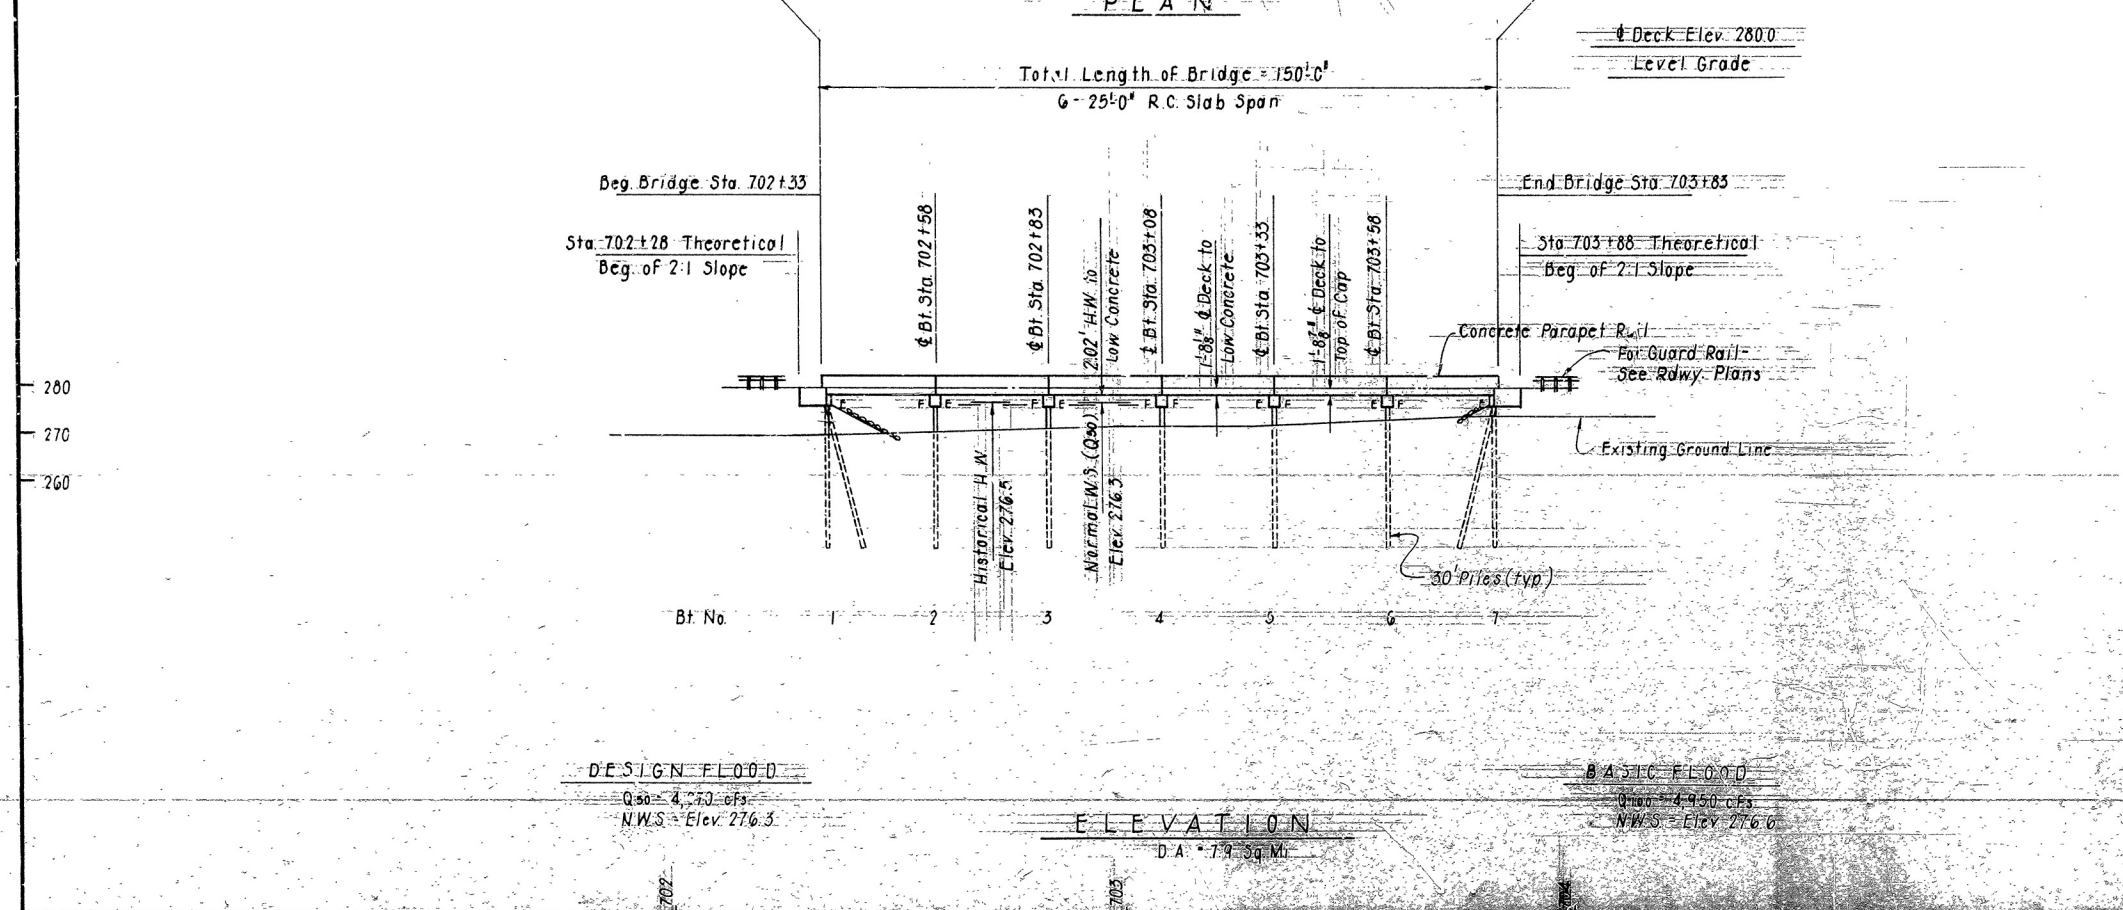 PLAN
₵ Deck Elev. 280.0
Level Grade
Total Length of Bridge = 150'-0"
6 - 25'-0" R.C. Slab Span
Beg. Bridge Sta. 702+33
End Bridge Sta. 703+83
Sta. 702+28 Theoretical
Beg. of 2:1 Slope
Sta. 703+88 Theoretical
Beg. of 2:1 Slope
₵ Bt. Sta. 702+58
₵ Bt. Sta. 702+83
2.02' H.W. to
Low Concrete
₵ Bt. Sta. 703+08
₵ Deck to
Low Concrete
₵ Bt. Sta. 703+33
₵ Deck to
Top of Cap
₵ Bt. Sta. 703+58
Concrete Parapet Rail
For Guard Rail-
See Rdwy Plans
280
270
260
F F E F E F F E F E F E
Existing Ground Line
Historical H.W.
Elev. 276.5
Normal W.S. (Q50)
Elev. 276.3
30' Piles (typ.)
Bt. No. 1 2 3 4 5 6 7
DESIGN FLOOD
Q50 = cfs
N.W.S = Elev. 276.3
BASIC FLOOD
Q100 = 4,950 cfs
N.W.S = Elev. 276.6
ELEVATION
D.A. = 7.9 Sq. Mi.
702
703
704